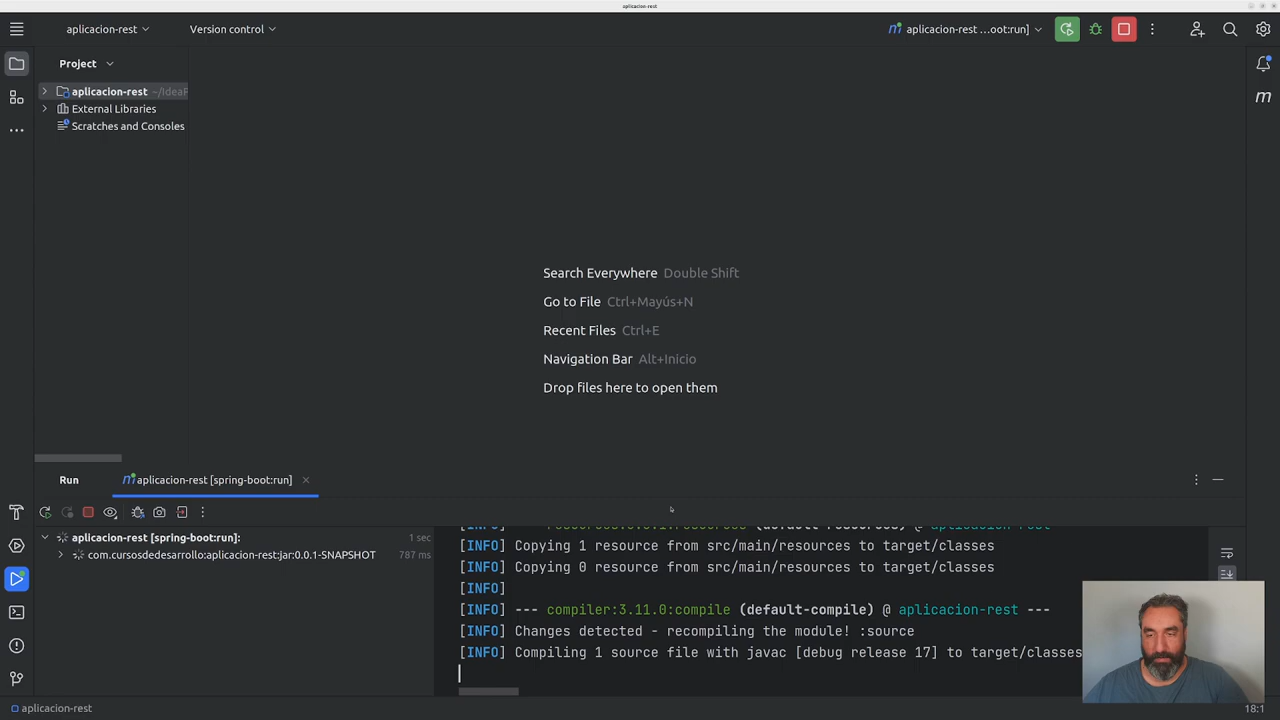 aplicacion-rest
aplicacion-rest
Version control
aplicacion-rest ...oot:run]
Project
aplicacion-rest ~/IdeaP
External Libraries
Scratches and Consoles
Search Everywhere Double Shift
Go to File Ctrl+Mayús+N
Recent Files Ctrl+E
Navigation Bar Alt+Inicio
Drop files here to open them
Run
aplicacion-rest [spring-boot:run]
aplicacion-rest [spring-boot:run]: 1 sec
com.cursosdedesarrollo:aplicacion-rest:jar:0.0.1-SNAPSHOT 787 ms
[INFO] Copying 1 resource from src/main/resources to target/classes
[INFO] Copying 0 resource from src/main/resources to target/classes
[INFO]
[INFO] --- compiler:3.11.0:compile (default-compile) @ aplicacion-rest ---
[INFO] Changes detected - recompiling the module! :source
[INFO] Compiling 1 source file with javac [debug release 17] to target/classes
aplicacion-rest
18:1